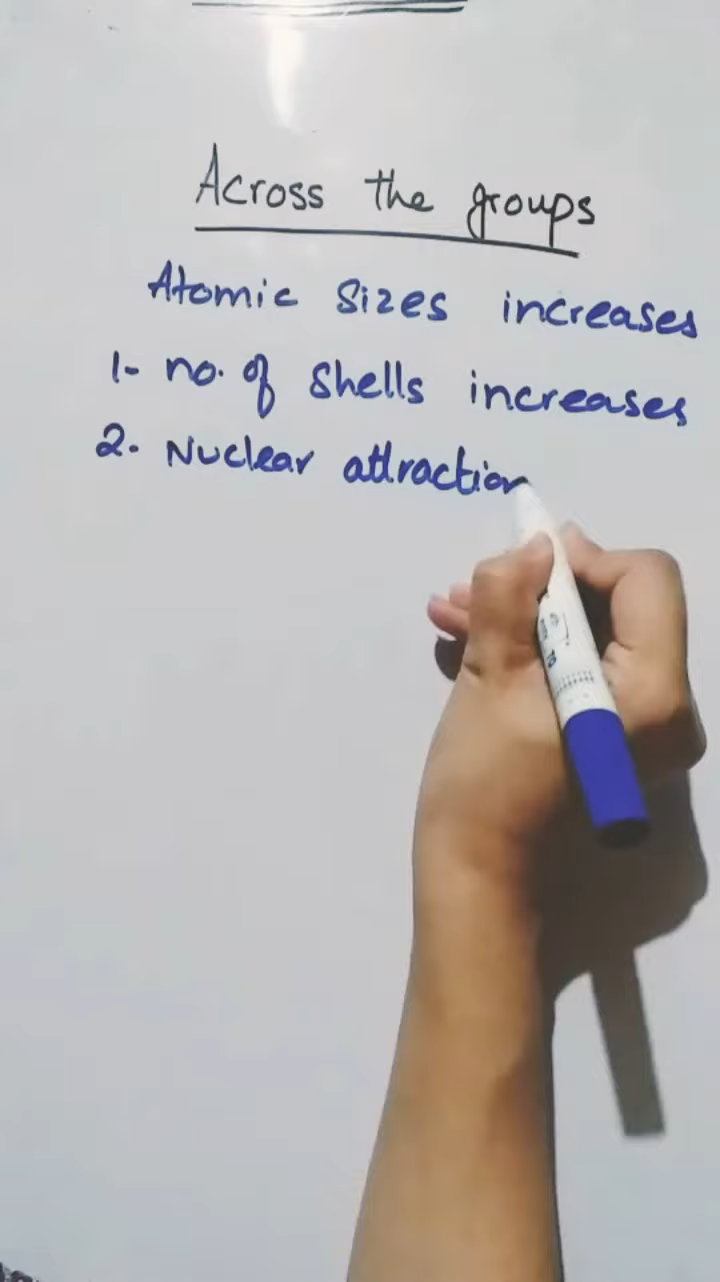 Across the groups
Atomic Sizes increases
1- no. of shells increases
2. Nuclear attraction